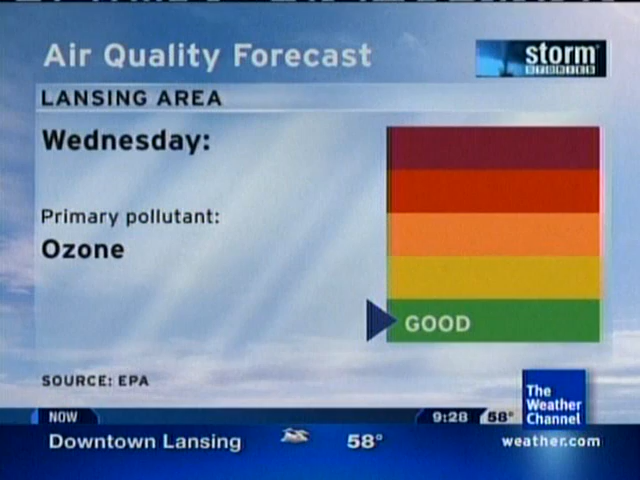 Air Quality Forecast
storm
STORIES
LANSING AREA
Wednesday:
Primary pollutant:
Ozone
GOOD
SOURCE: EPA
The
Weather
Channel
NOW
9:28 58°
Downtown Lansing 58°
weather.com